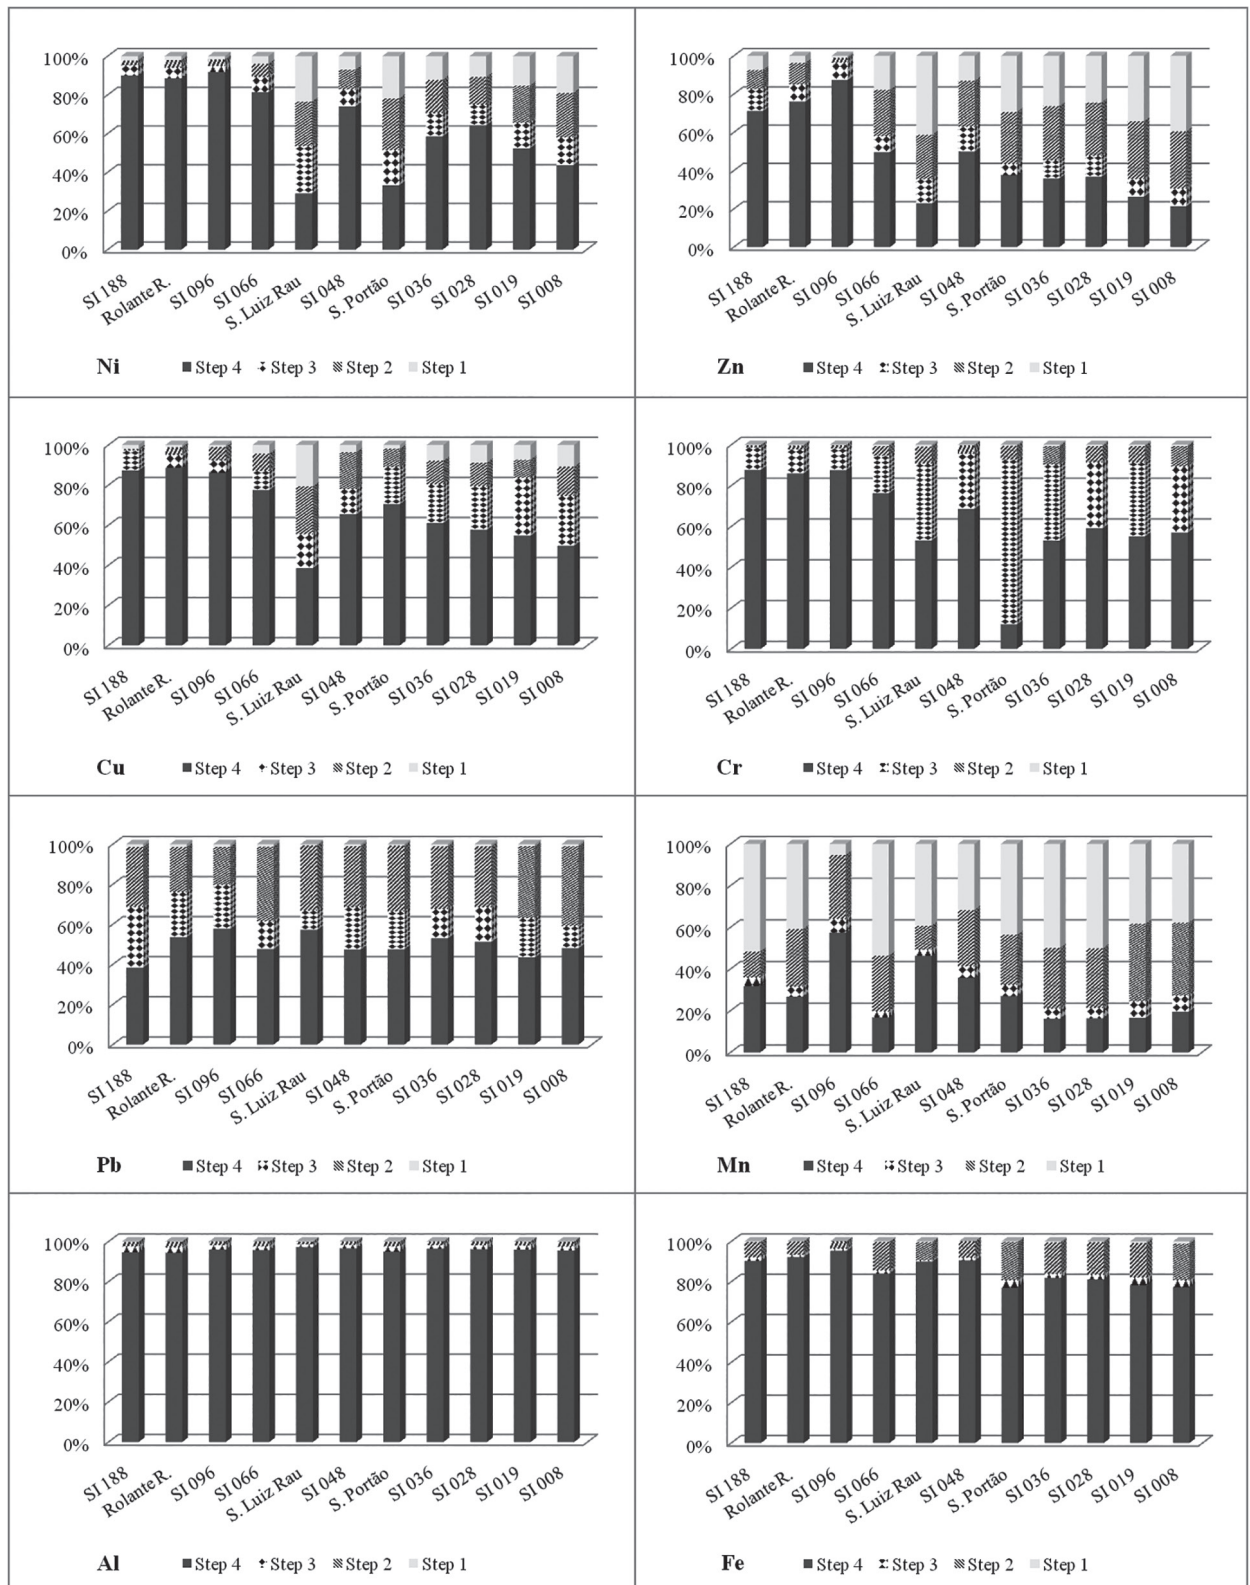 100%
80%
60%
40%
20%
0%
SI 188
Rolante R.
SI 096
SI 066
S. Luiz Rau
SI 048
S. Portão
SI 036
SI 028
SI 019
SI 008
Ni Step 4 Step 3 Step 2 Step 1
100%
80%
60%
40%
20%
0%
SI 188
Rolante R.
SI 096
SI 066
S. Luiz Rau
SI 048
S. Portão
SI 036
SI 028
SI 019
SI 008
Zn Step 4 Step 3 Step 2 Step 1
100%
80%
60%
40%
20%
0%
SI 188
Rolante R.
SI 096
SI 066
S. Luiz Rau
SI 048
S. Portão
SI 036
SI 028
SI 019
SI 008
Cu Step 4 Step 3 Step 2 Step 1
100%
80%
60%
40%
20%
0%
SI 188
Rolante R.
SI 096
SI 066
S. Luiz Rau
SI 048
S. Portão
SI 036
SI 028
SI 019
SI 008
Cr Step 4 Step 3 Step 2 Step 1
100%
80%
60%
40%
20%
0%
SI 188
Rolante R.
SI 096
SI 066
S. Luiz Rau
SI 048
S. Portão
SI 036
SI 028
SI 019
SI 008
Pb Step 4 Step 3 Step 2 Step 1
100%
80%
60%
40%
20%
0%
SI 188
Rolante R.
SI 096
SI 066
S. Luiz Rau
SI 048
S. Portão
SI 036
SI 028
SI 019
SI 008
Mn Step 4 Step 3 Step 2 Step 1
100%
80%
60%
40%
20%
0%
SI 188
Rolante R.
SI 096
SI 066
S. Luiz Rau
SI 048
S. Portão
SI 036
SI 028
SI 019
SI 008
Al Step 4 Step 3 Step 2 Step 1
100%
80%
60%
40%
20%
0%
SI 188
Rolante R.
SI 096
SI 066
S. Luiz Rau
SI 048
S. Portão
SI 036
SI 028
SI 019
SI 008
Fe Step 4 Step 3 Step 2 Step 1